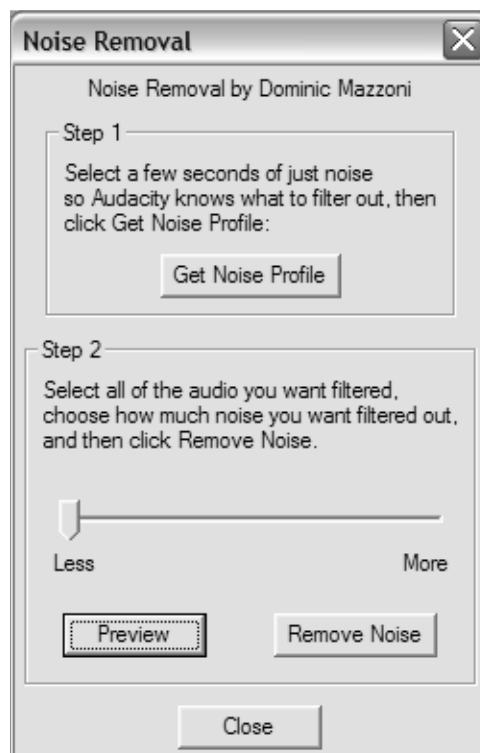 Noise Removal
Noise Removal by Dominic Mazzoni
Step 1
Select a few seconds of just noise
so Audacity knows what to filter out, then
click Get Noise Profile:
Get Noise Profile
Step 2
Select all of the audio you want filtered,
choose how much noise you want filtered out,
and then click Remove Noise.
Less More
Preview Remove Noise
Close